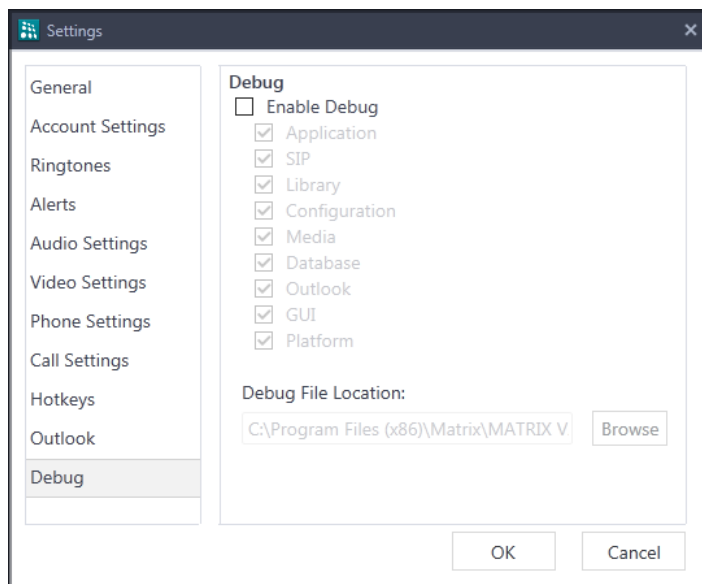 Settings
General
Account Settings
Ringtones
Alerts
Audio Settings
Video Settings
Phone Settings
Call Settings
Hotkeys
Outlook
Debug
Debug
Enable Debug
Application
SIP
Library
Configuration
Media
Database
Outlook
GUI
Platform
Debug File Location:
C:\Program Files (x86)\Matrix\MATRIX V
Browse
OK
Cancel